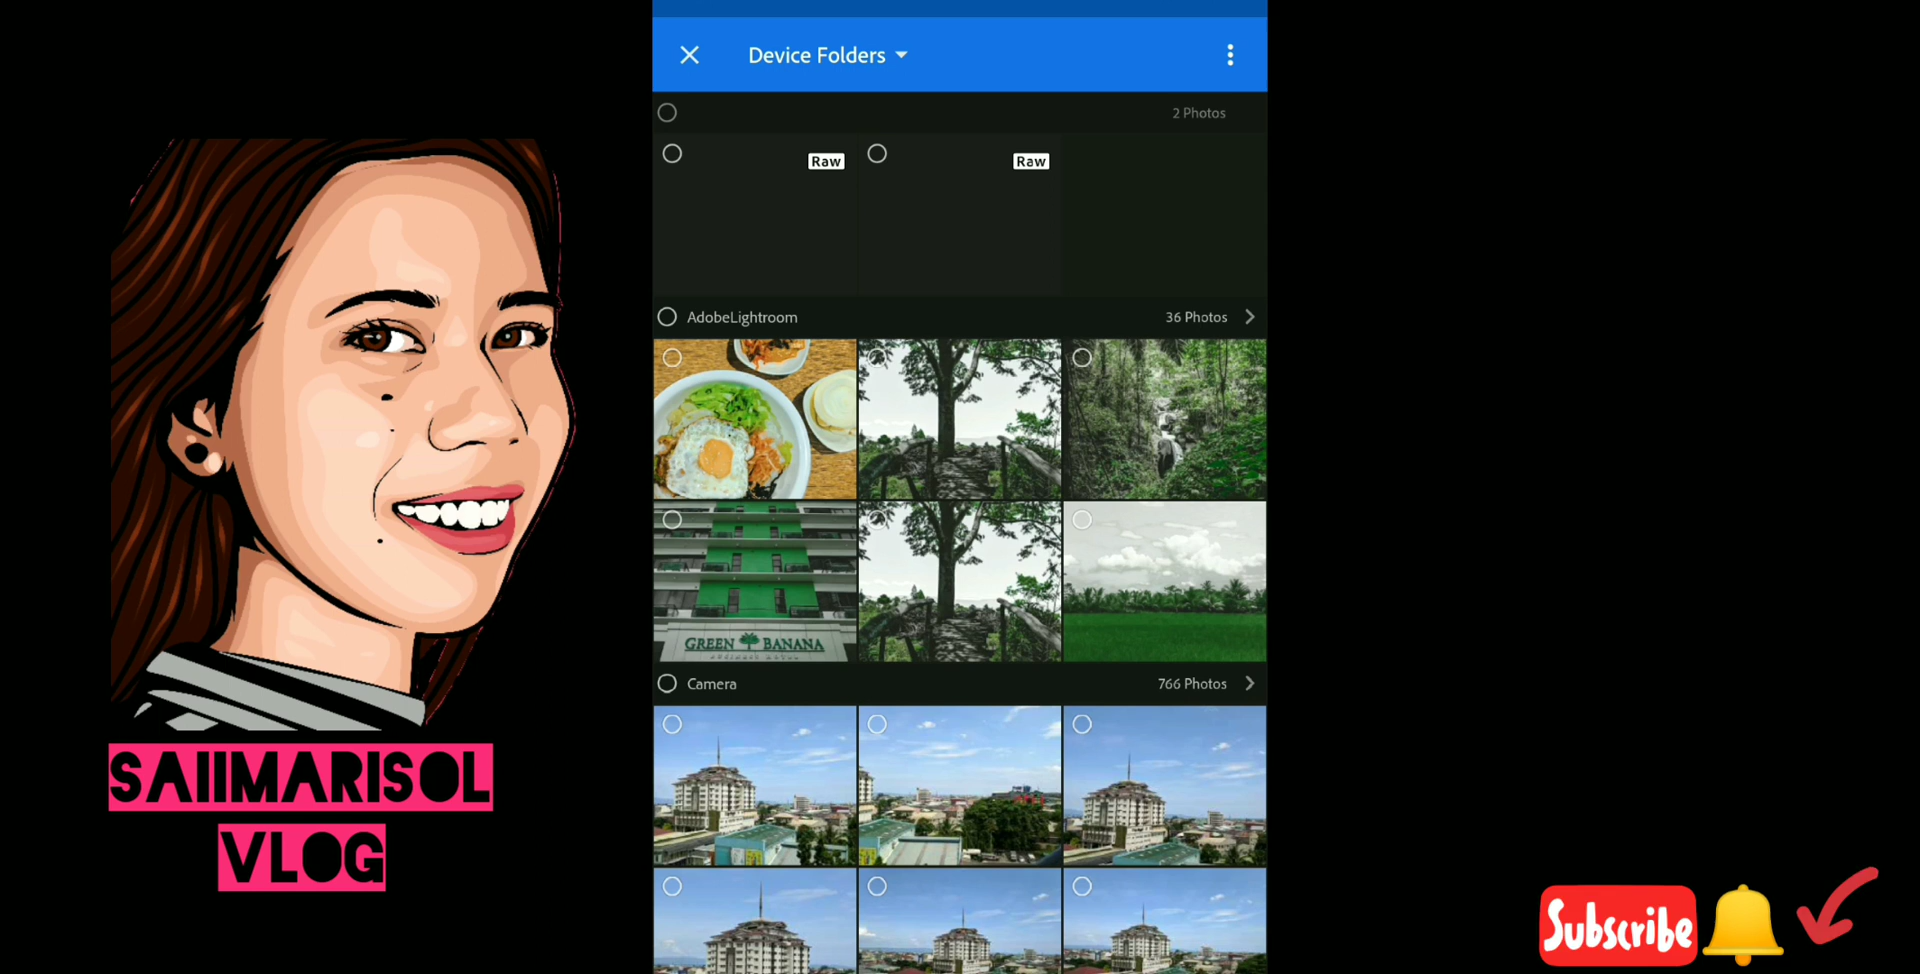 Device Folders
2 Photos
Raw
Raw
AdobeLightroom
36 Photos
GREEN BANANA
Camera
766 Photos
SAIIMARISOL
VLOG
Subscribe